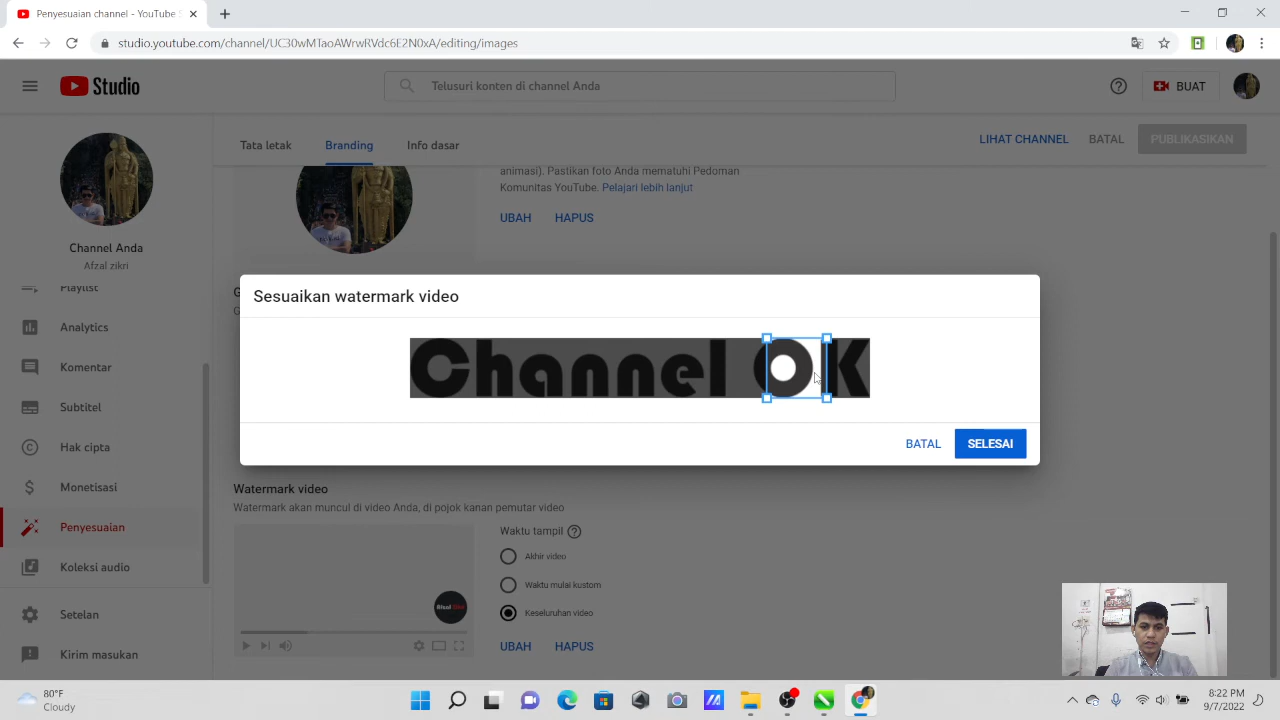 Penyesuaian channel - YouTube S
studio.youtube.com/channel/UC30wMTaoAWwrRVdc6E2N0xA/editing/images
Studio
Telusuri konten di channel Anda
BUAT
Tata letak
Branding
Info dasar
LIHAT CHANNEL
BATAL
PUBLIKASIKAN
animasi). Pastikan foto Anda mematuhi Pedoman
Komunitas YouTube. Pelajari lebih lanjut
UBAH
HAPUS
Channel Anda
Afzal zikri
Playlist
Analytics
Komentar
Subtitel
Hak cipta
Monetisasi
Penyesuaian
Koleksi audio
Setelan
Kirim masukan
Sesuaikan watermark video
Channel OK
BATAL
SELESAI
Watermark video
Watermark akan muncul di video Anda, di pojok kanan pemutar video
Waktu tampil
Akhir video
Waktu mulai kustom
Keseluruhan video
UBAH
HAPUS
80°F
Cloudy
8:22 PM
9/7/2022